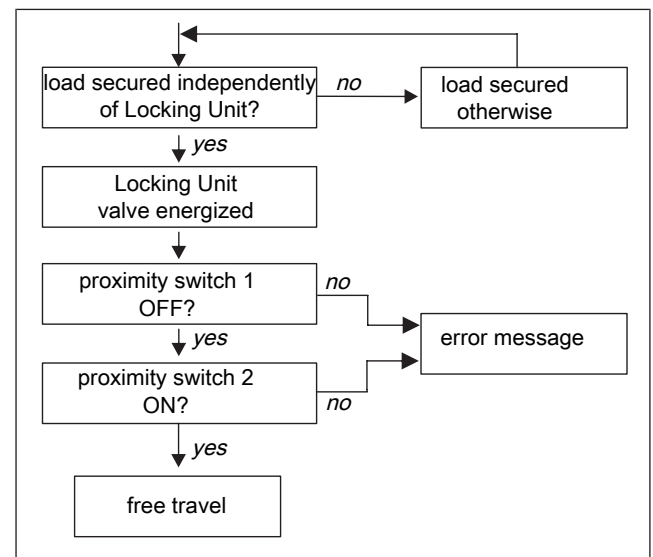 load secured independently
of Locking Unit?
no
load secured
otherwise
yes
Locking Unit
valve energized
proximity switch 1
OFF?
no
yes
error message
proximity switch 2
ON?
no
yes
free travel